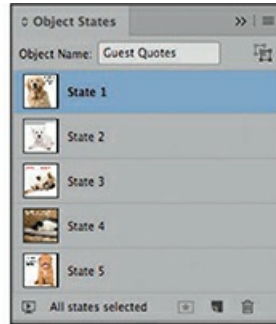 Object States
Object Name: Guest Quotes
State 1
State 2
State 3
State 4
State 5
All states selected